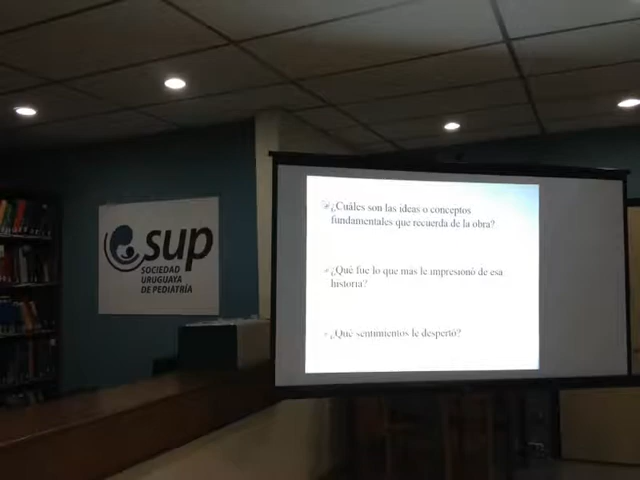 sup
SOCIEDAD
URUGUAYA
DE PEDIATRÍA
¿Cuáles son las ideas o conceptos
fundamentales que recuerda de la obra?
¿Qué fue lo que más le impresionó de esa
historia?
¿Qué sentimientos le despertó?